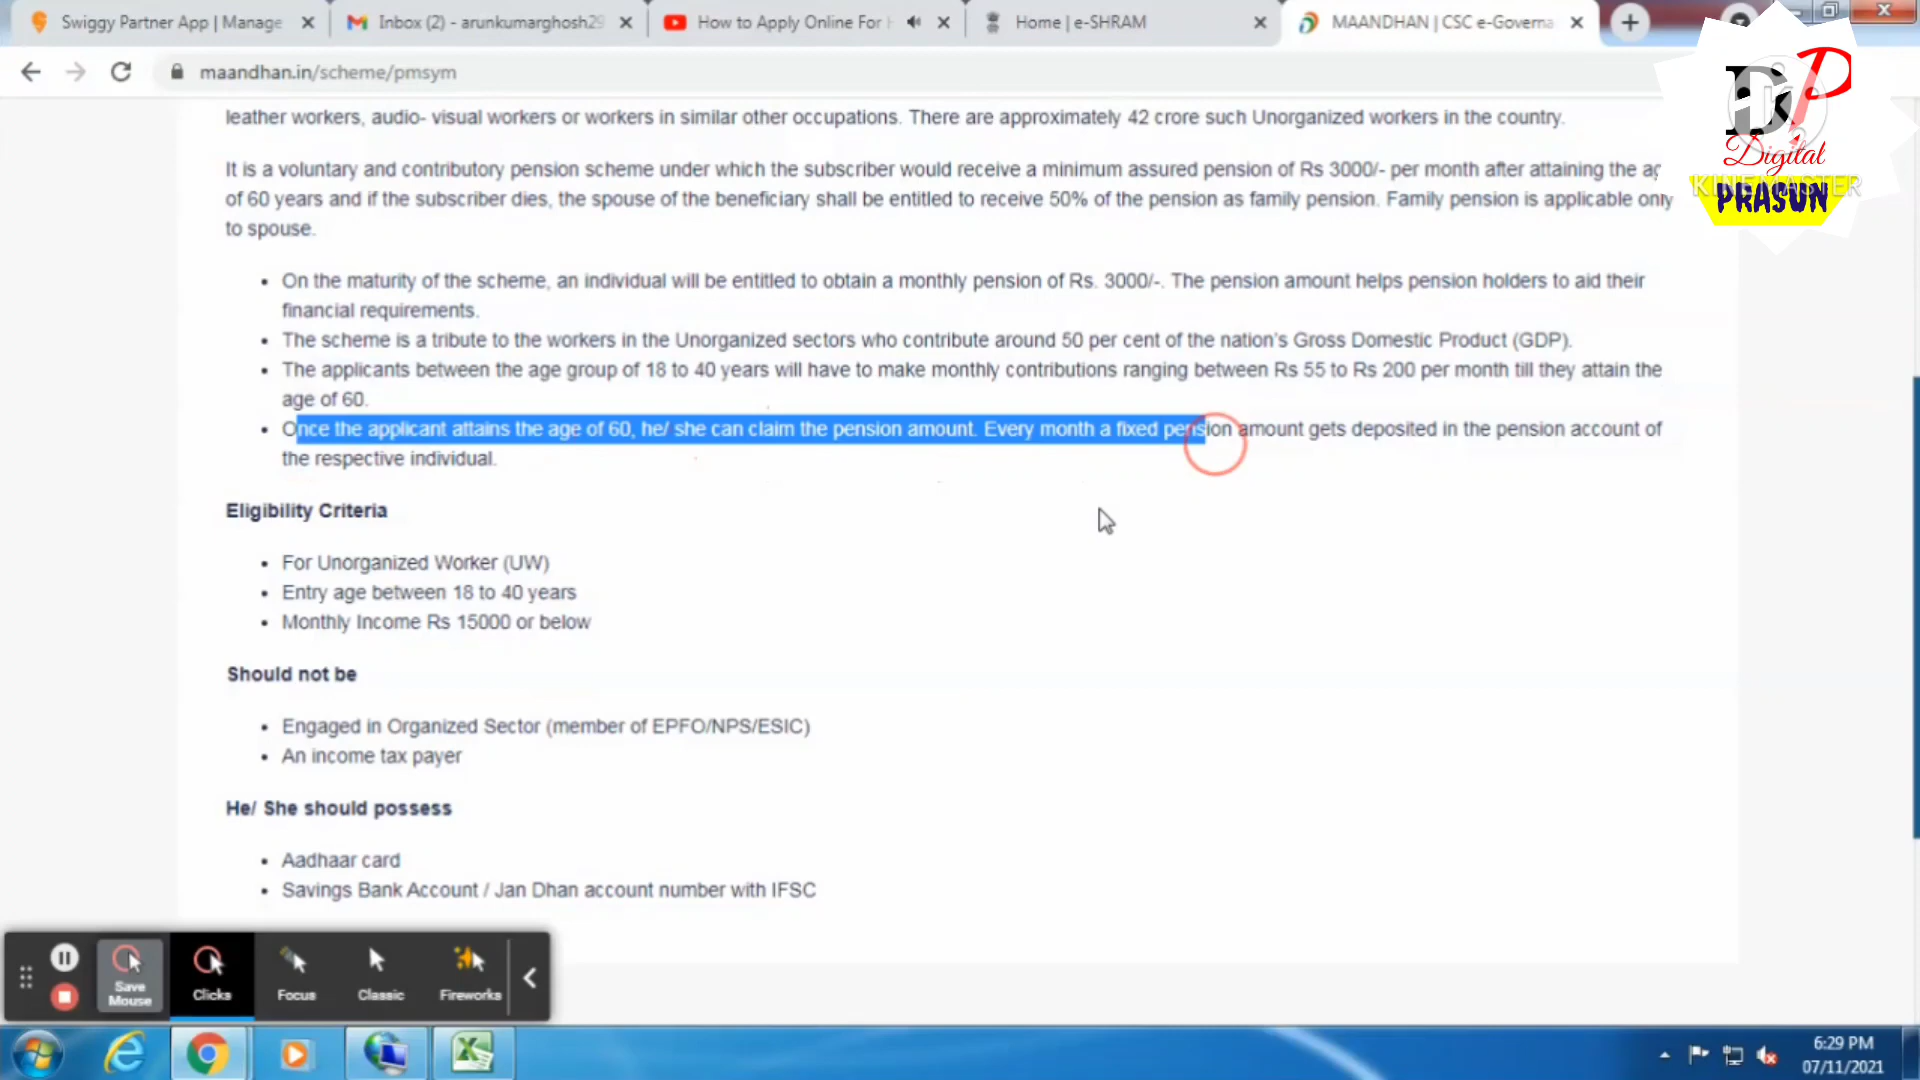 Swiggy Partner App | Manage
Inbox (2) - arunkumarghosh29
How to Apply Online For
Home | e-SHRAM
MAANDHAN | CSC e-Governa
maandhan.in/scheme/pmsym
leather workers, audio- visual workers or workers in similar other occupations. There are approximately 42 crore such Unorganized workers in the country.
It is a voluntary and contributory pension scheme under which the subscriber would receive a minimum assured pension of Rs 3000/- per month after attaining the
of 60 years and if the subscriber dies, the spouse of the beneficiary shall be entitled to receive 50% of the pension as family pension. Family pension is applicable only
to spouse.
• On the maturity of the scheme, an individual will be entitled to obtain a monthly pension of Rs. 3000/-. The pension amount helps pension holders to aid their
financial requirements.
• The scheme is a tribute to the workers in the Unorganized sectors who contribute around 50 per cent of the nation's Gross Domestic Product (GDP).
• The applicants between the age group of 18 to 40 years will have to make monthly contributions ranging between Rs 55 to Rs 200 per month till they attain the
age of 60.
• Once the applicant attains the age of 60, he/ she can claim the pension amount. Every month a fixed pension amount gets deposited in the pension account of
the respective individual.
Eligibility Criteria
• For Unorganized Worker (UW)
• Entry age between 18 to 40 years
• Monthly Income Rs 15000 or below
Should not be
• Engaged in Organized Sector (member of EPFO/NPS/ESIC)
• An income tax payer
He/ She should possess
• Aadhaar card
• Savings Bank Account / Jan Dhan account number with IFSC
Digital
KINEMASTER
PRASUN
Save Mouse
Clicks
Focus
Classic
Fireworks
6:29 PM
07/11/2021